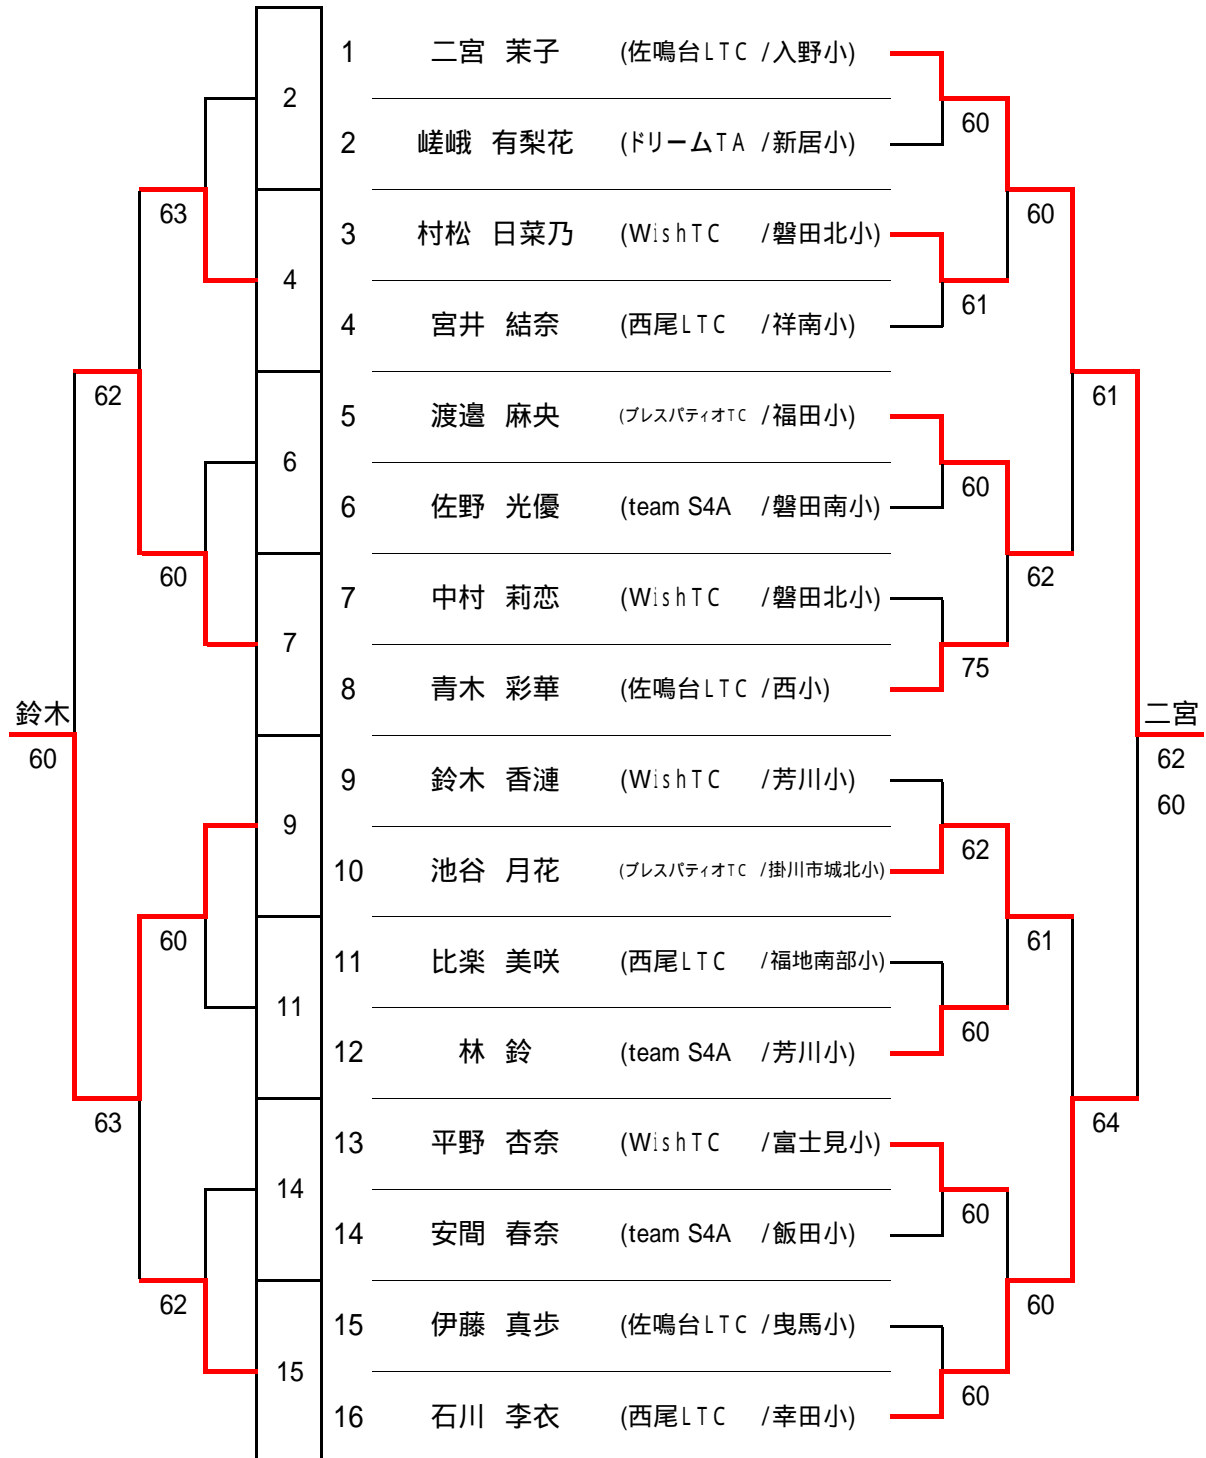 1 二宮 茉子 (佐鳴台LTC /入野小)
2
60
2 嵯峨 有梨花 (ドリームTA /新居小)
63
60
3 村松 日菜乃 (WishTC /磐田北小)
4
61
4 宮井 結奈 (西尾LTC /祥南小)
62
61
5 渡邉 麻央 (ブレスパティオTC /福田小)
6
60
6 佐野 光優 (team S4A /磐田南小)
60
62
7 中村 莉恋 (WishTC /磐田北小)
7
75
8 青木 彩華 (佐鳴台LTC /西小)
鈴木
二宮
60
62
9 鈴木 香漣 (WishTC /芳川小)
60
9
62
10 池谷 月花 (ブレスパティオTC /掛川市城北小)
60
61
11 比楽 美咲 (西尾LTC /福地南部小)
11
60
12 林 鈴 (team S4A /芳川小)
63
64
13 平野 杏奈 (WishTC /富士見小)
14
60
14 安間 春奈 (team S4A /飯田小)
62
60
15 伊藤 真歩 (佐鳴台LTC /曳馬小)
15
60
16 石川 李衣 (西尾LTC /幸田小)